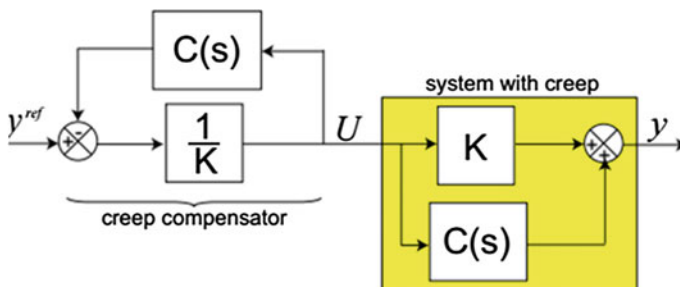 C(s)
system with creep
y^ref
+
-
1
K
U
K
+
+
y
C(s)
creep compensator